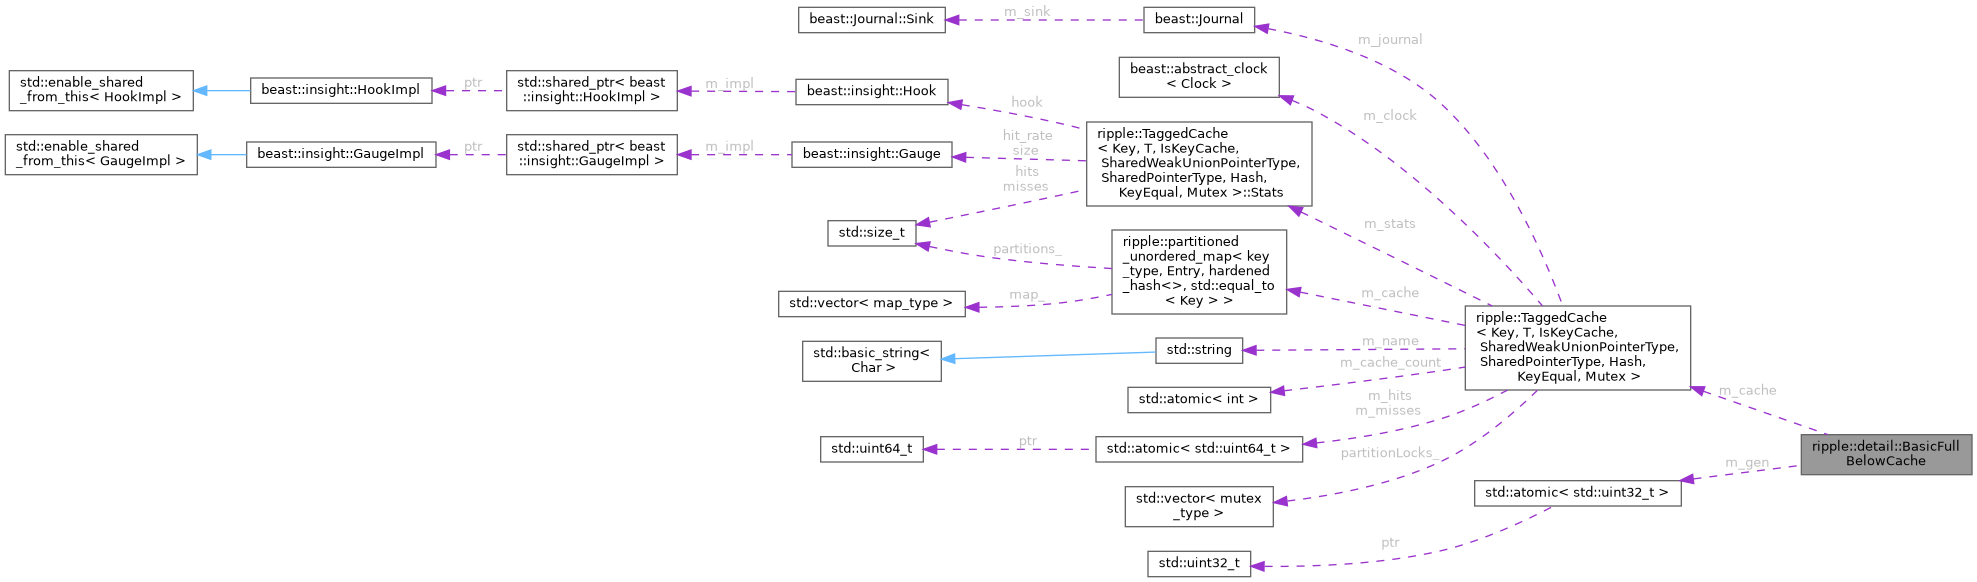 beast::Journal::Sink
m_sink
beast::Journal
m_journal
std::enable_shared
_from_this< HookImpl >
ptr
beast::insight::HookImpl
std::shared_ptr< beast
::insight::HookImpl >
m_impl
beast::insight::Hook
hook
beast::abstract_clock
< Clock >
m_clock
std::enable_shared
_from_this< GaugeImpl >
beast::insight::GaugeImpl
ptr
std::shared_ptr< beast
::insight::GaugeImpl >
m_impl
beast::insight::Gauge
hit_rate
size
hits
misses
ripple::TaggedCache
< Key, T, IsKeyCache,
SharedWeakUnionPointerType,
SharedPointerType, Hash,
KeyEqual, Mutex >::Stats
m_stats
std::size_t
partitions_
ripple::partitioned
_unordered_map< key
_type, Entry, hardened
_hash<>, std::equal_to
< Key > >
m_cache
std::vector< map_type >
map_
std::basic_string<
Char >
std::string
m_name
m_cache_count
std::atomic< int >
m_hits
m_misses
ripple::TaggedCache
< Key, T, IsKeyCache,
SharedWeakUnionPointerType,
SharedPointerType, Hash,
KeyEqual, Mutex >
m_cache
std::uint64_t
ptr
std::atomic< std::uint64_t >
partitionLocks_
ripple::detail::BasicFull
BelowCache
m_gen
std::vector< mutex
_type >
std::atomic< std::uint32_t >
ptr
std::uint32_t